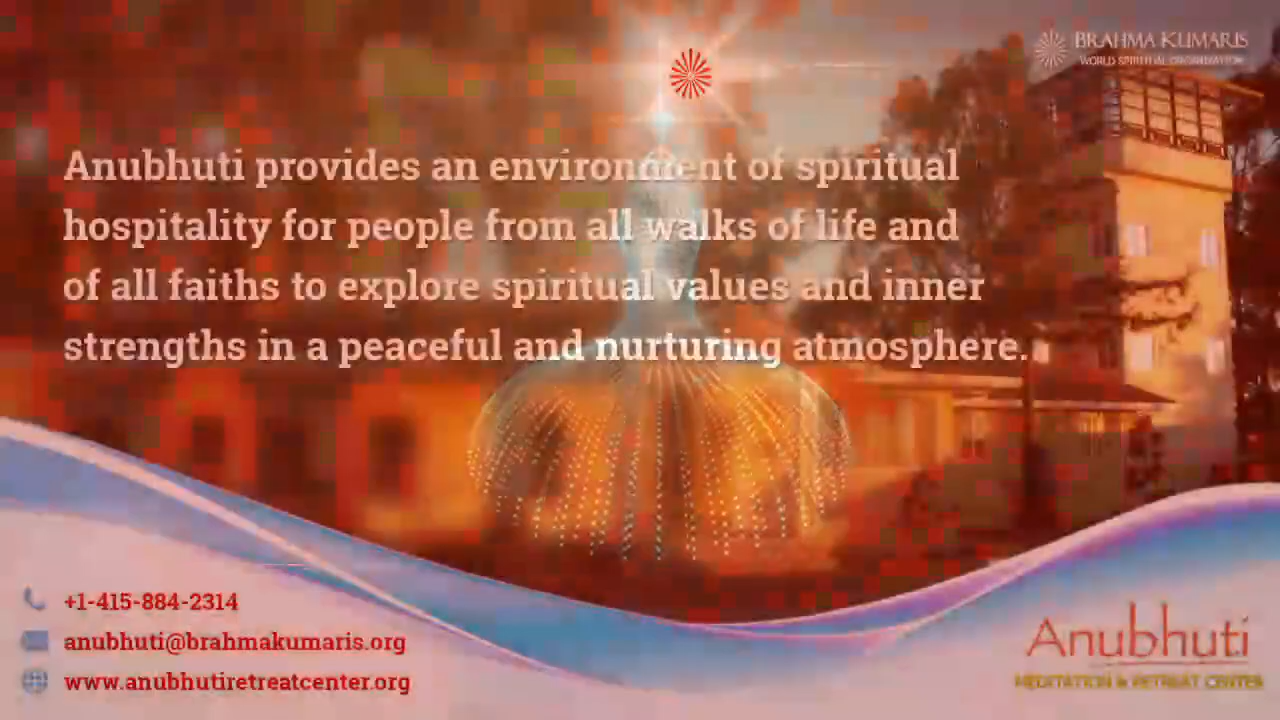 BRAHMA KUMARIS
WORLD SPIRITUAL ORGANIZATION
Anubhuti provides an environment of spiritual
hospitality for people from all walks of life and
of all faiths to explore spiritual values and inner
strengths in a peaceful and nurturing atmosphere.
+1-415-884-2314
anubhuti@brahmakumaris.org
www.anubhutiretreatcenter.org
Anubhuti
MEDITATION & RETREAT CENTER